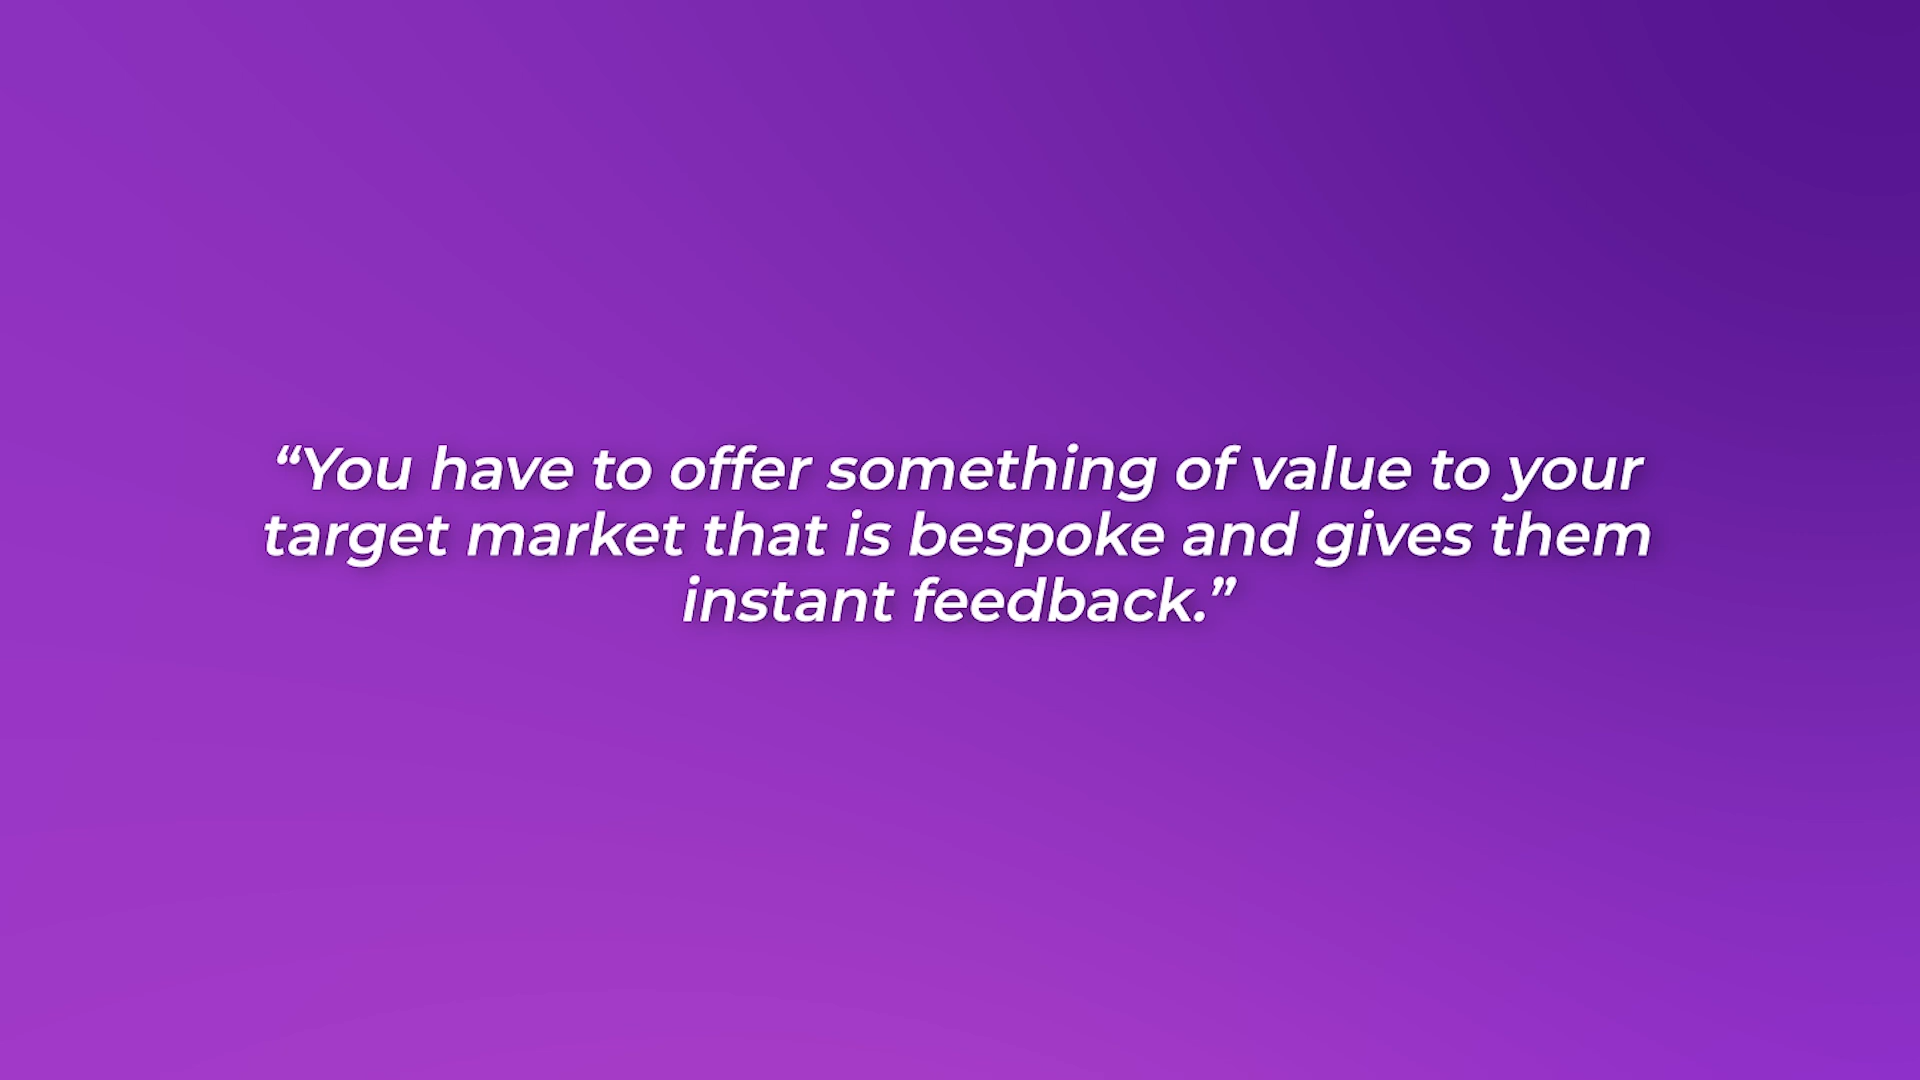 “You have to offer something of value to your
target market that is bespoke and gives them
instant feedback.”